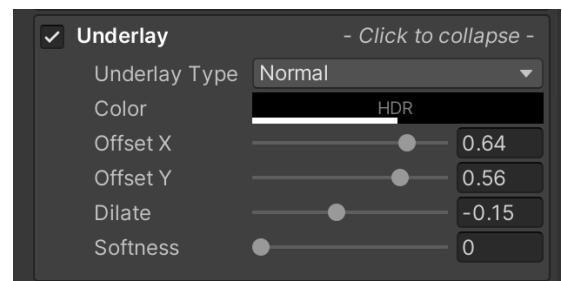 Underlay - Click to collapse -
Underlay Type Normal
Color HDR
Offset X 0.64
Offset Y 0.56
Dilate -0.15
Softness 0